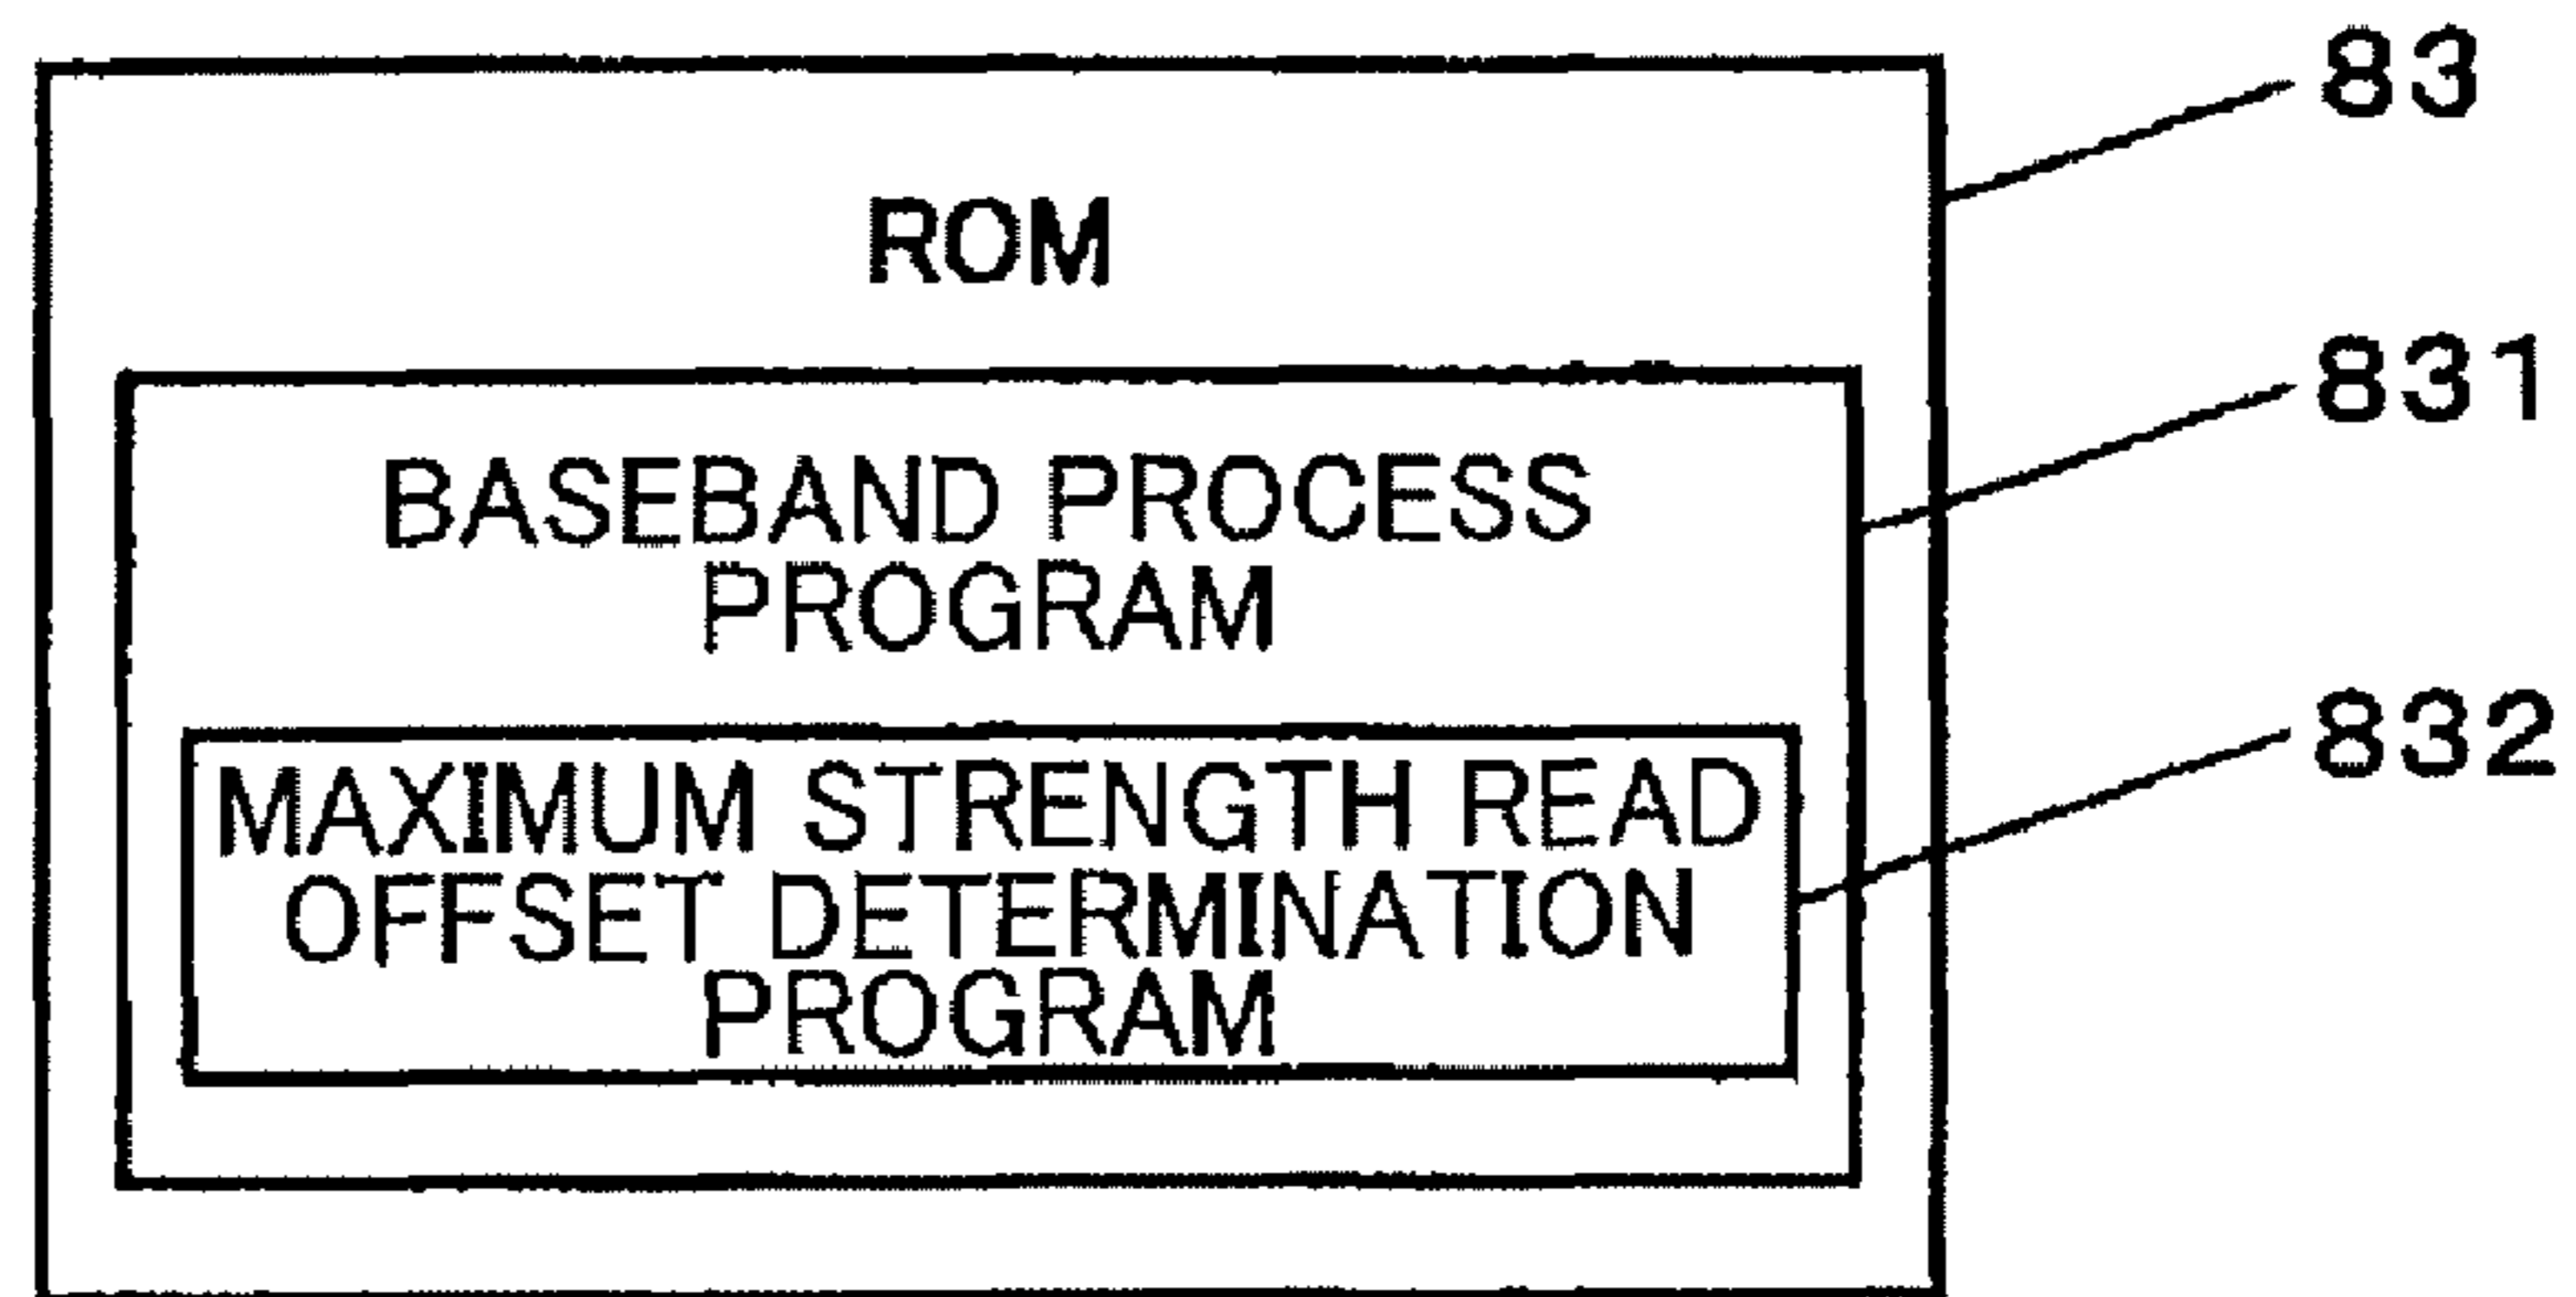 83
ROM
831
BASEBAND PROCESS
PROGRAM
832
MAXIMUM STRENGTH READ
OFFSET DETERMINATION
PROGRAM